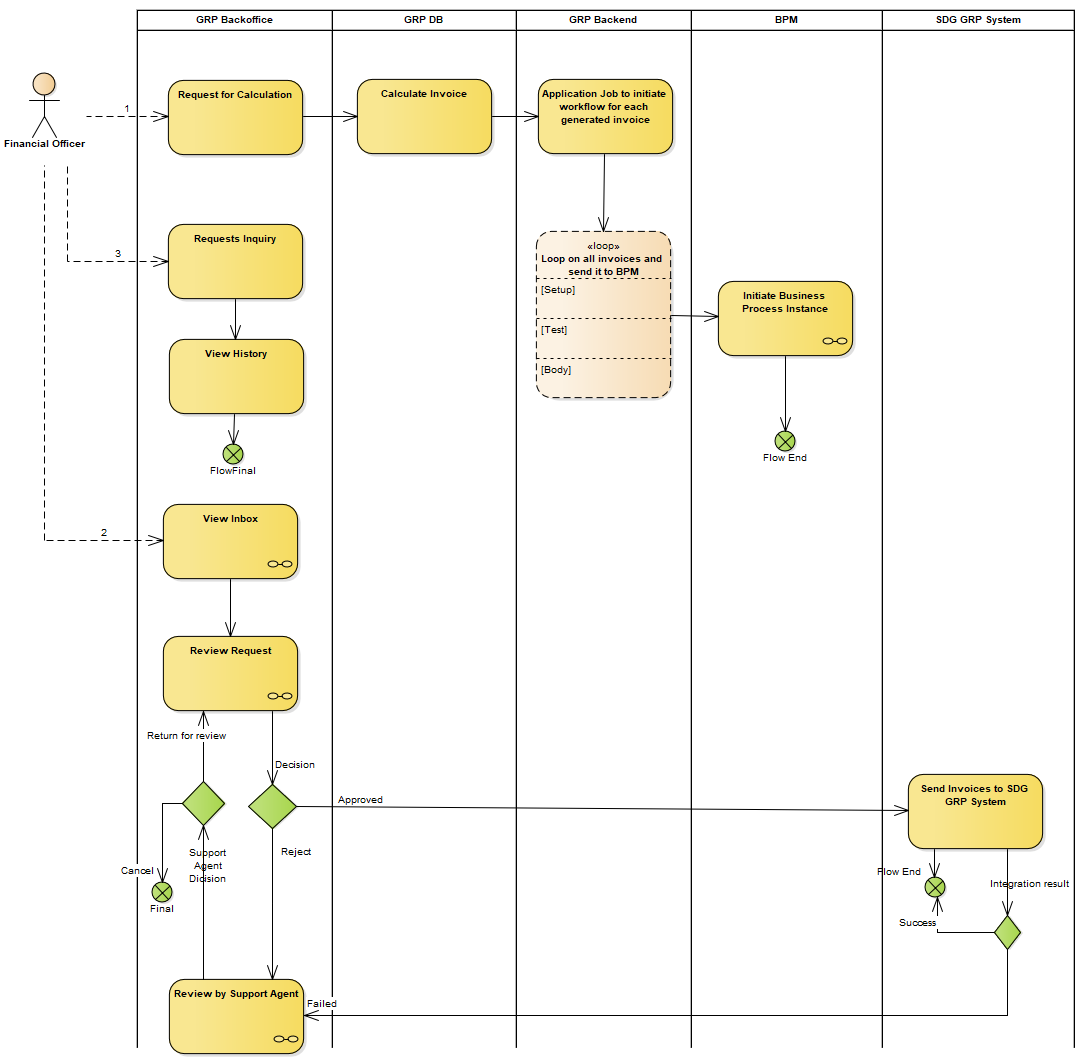 GRP Backoffice
GRP DB
GRP Backend
BPM
SDG GRP System
Financial Officer
1
Request for Calculation
Calculate Invoice
Application Job to initiate
workflow for each
generated invoice
3
Requests Inquiry
«loop»
Loop on all invoices and
send it to BPM
[Setup]
[Test]
[Body]
Initiate Business
Process Instance
View History
FlowFinal
Flow End
2
View Inbox
Review Request
Return for review
Decision
Approved
Send Invoices to SDG
GRP System
Support
Agent
Dicision
Reject
Cancel
Final
Flow End
Integration result
Success
Review by Support Agent
Failed